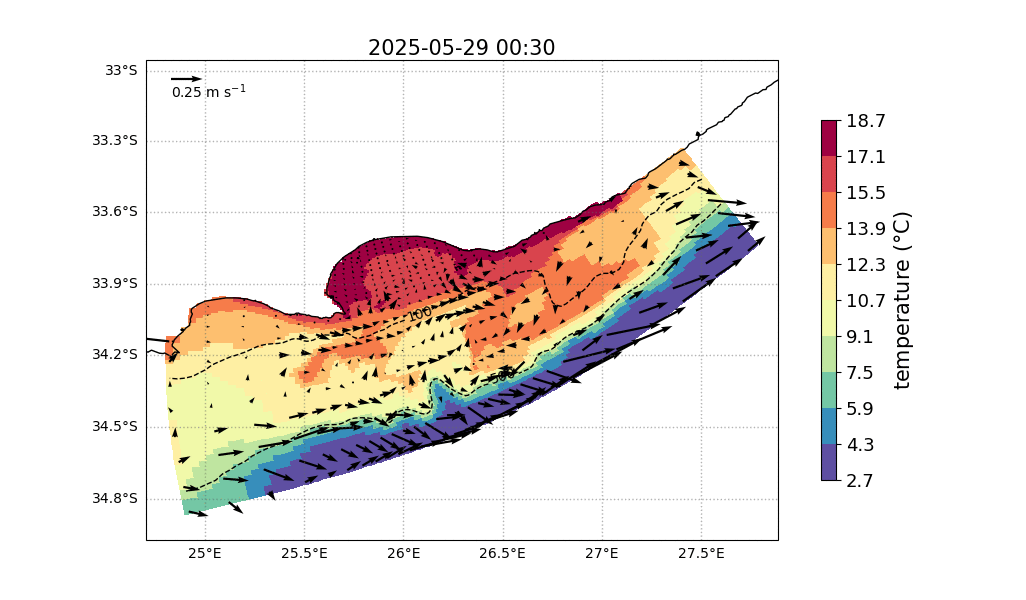 2025-05-29 00:30
0.25 m s⁻¹
33°S
33.3°S
33.6°S
33.9°S
34.2°S
34.5°S
34.8°S
25°E
25.5°E
26°E
26.5°E
27°E
27.5°E
100
500
18.7
17.1
15.5
13.9
12.3
10.7
9.1
7.5
5.9
4.3
2.7
temperature (°C)